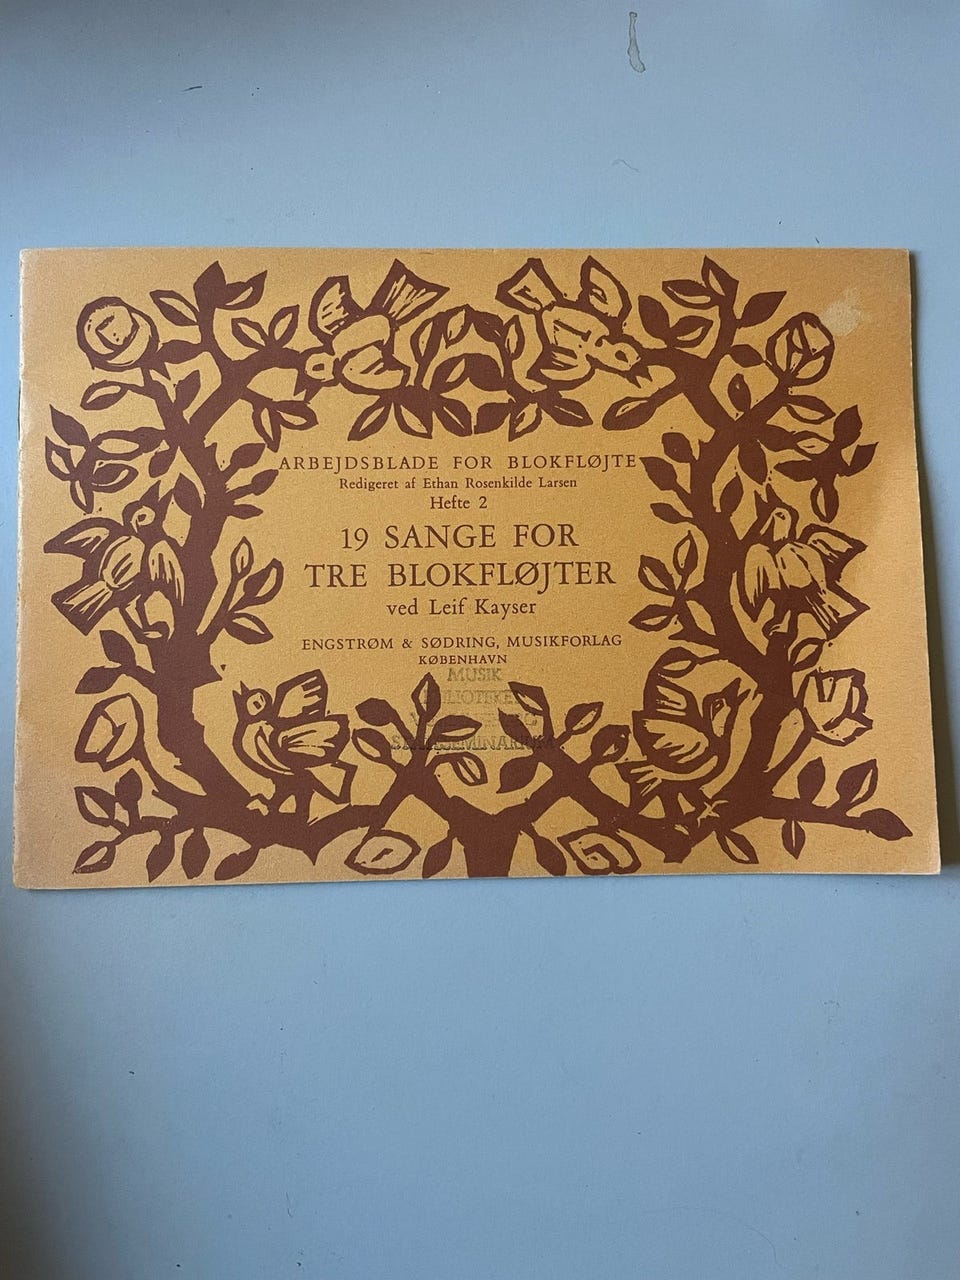 ARBEJDSBLADE FOR BLOKFLØJTE
Redigeret af Ethan Rosenkilde Larsen
Hefte 2
19 SANGE FOR
TRE BLOKFLØJTER
ved Leif Kayser
ENGSTRØM & SØDRING, MUSIKFORLAG
KØBENHAVN
MUSIK